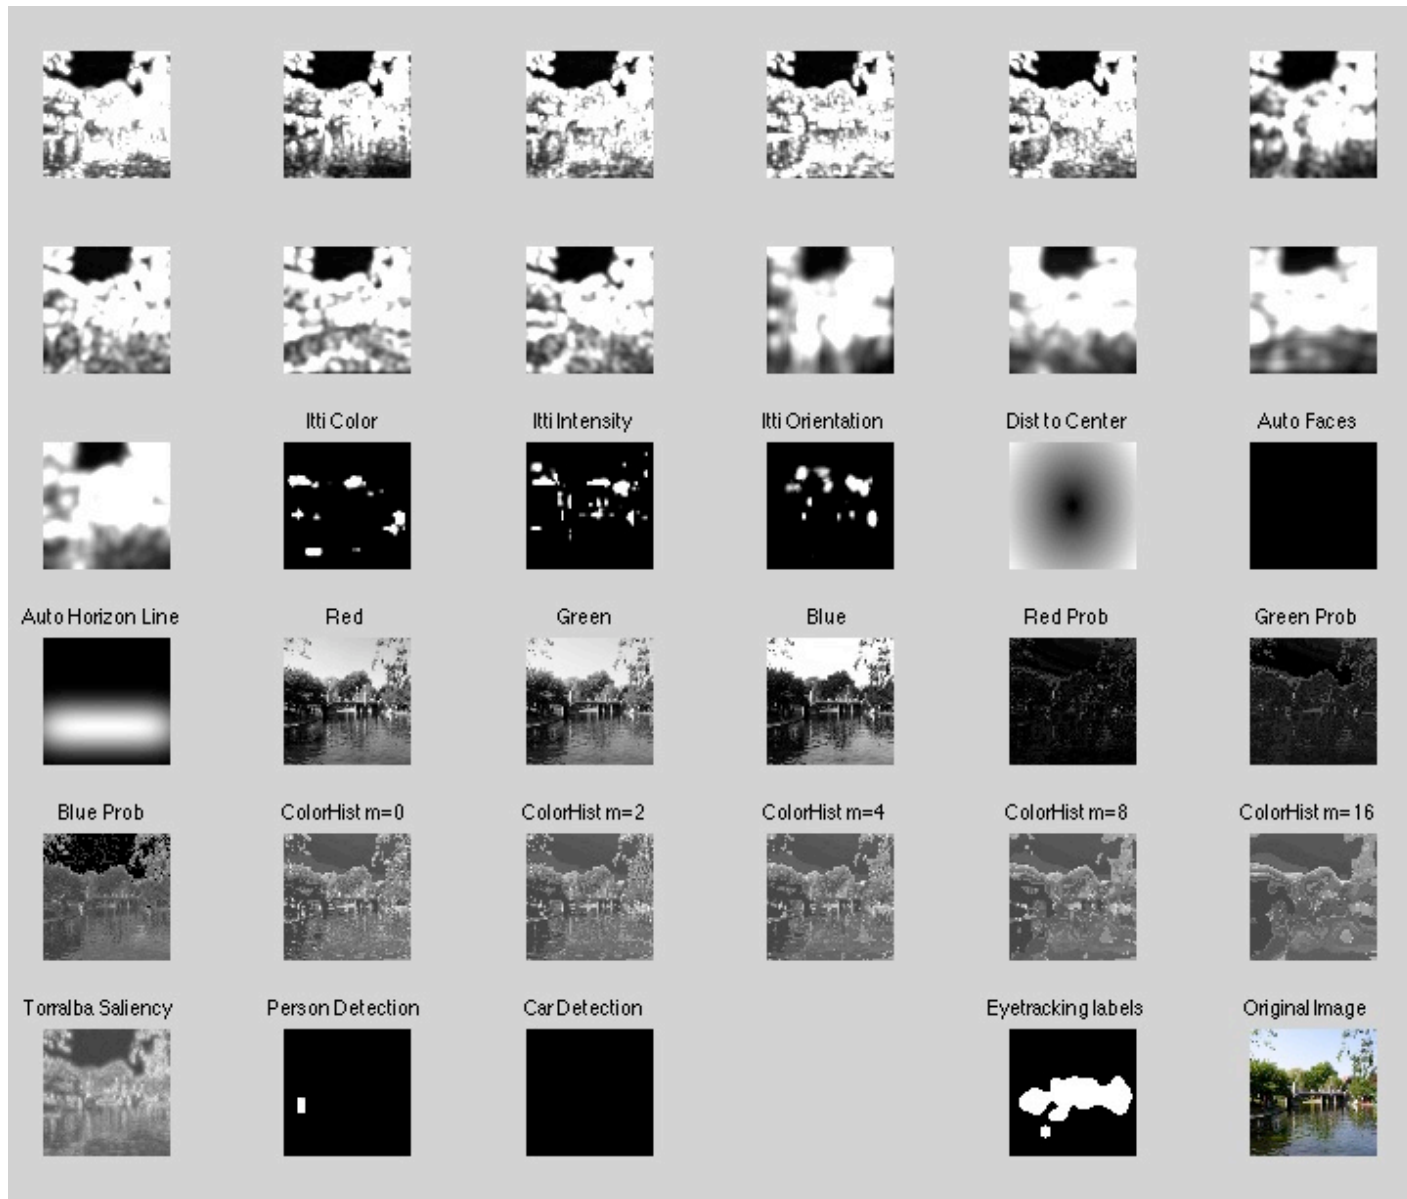 Itti Color
Itti Intensity
Itti Orientation
Dist to Center
Auto Faces
Auto Horizon Line
Red
Green
Blue
Red Prob
Green Prob
Blue Prob
ColorHist m=0
ColorHist m=2
ColorHist m=4
ColorHist m=8
ColorHist m=16
Torralba Saliency
Person Detection
Car Detection
Eyetracking labels
Original Image